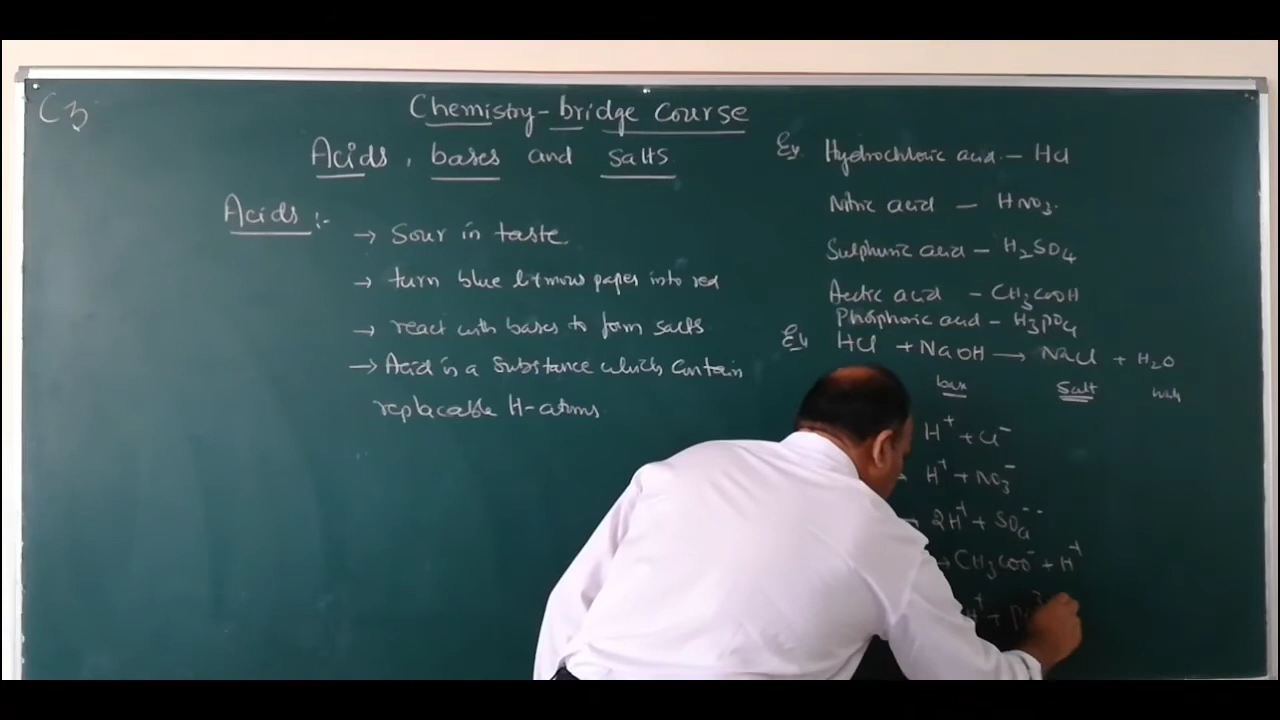 C3
Chemistry-bridge course
Acids, bases and salts
Acids :-
→ Sour in taste
→ turn blue litmus paper into red
→ react with bases to form salts
→ Acid is a substance which contain
replacable H-atoms
Ex Hydrochloric acid - HCl
Nitric acid - HNO3
Sulphuric acid - H2SO4
Acetic acid - CH3COOH
Phosphoric acid - H3PO4
Ex HCl + NaOH → NaCl + H2O
base salt
H+ + Cl-
H+ + NO3-
→ 2H+ + SO4--
→ CH3COO- + H+
H+ +